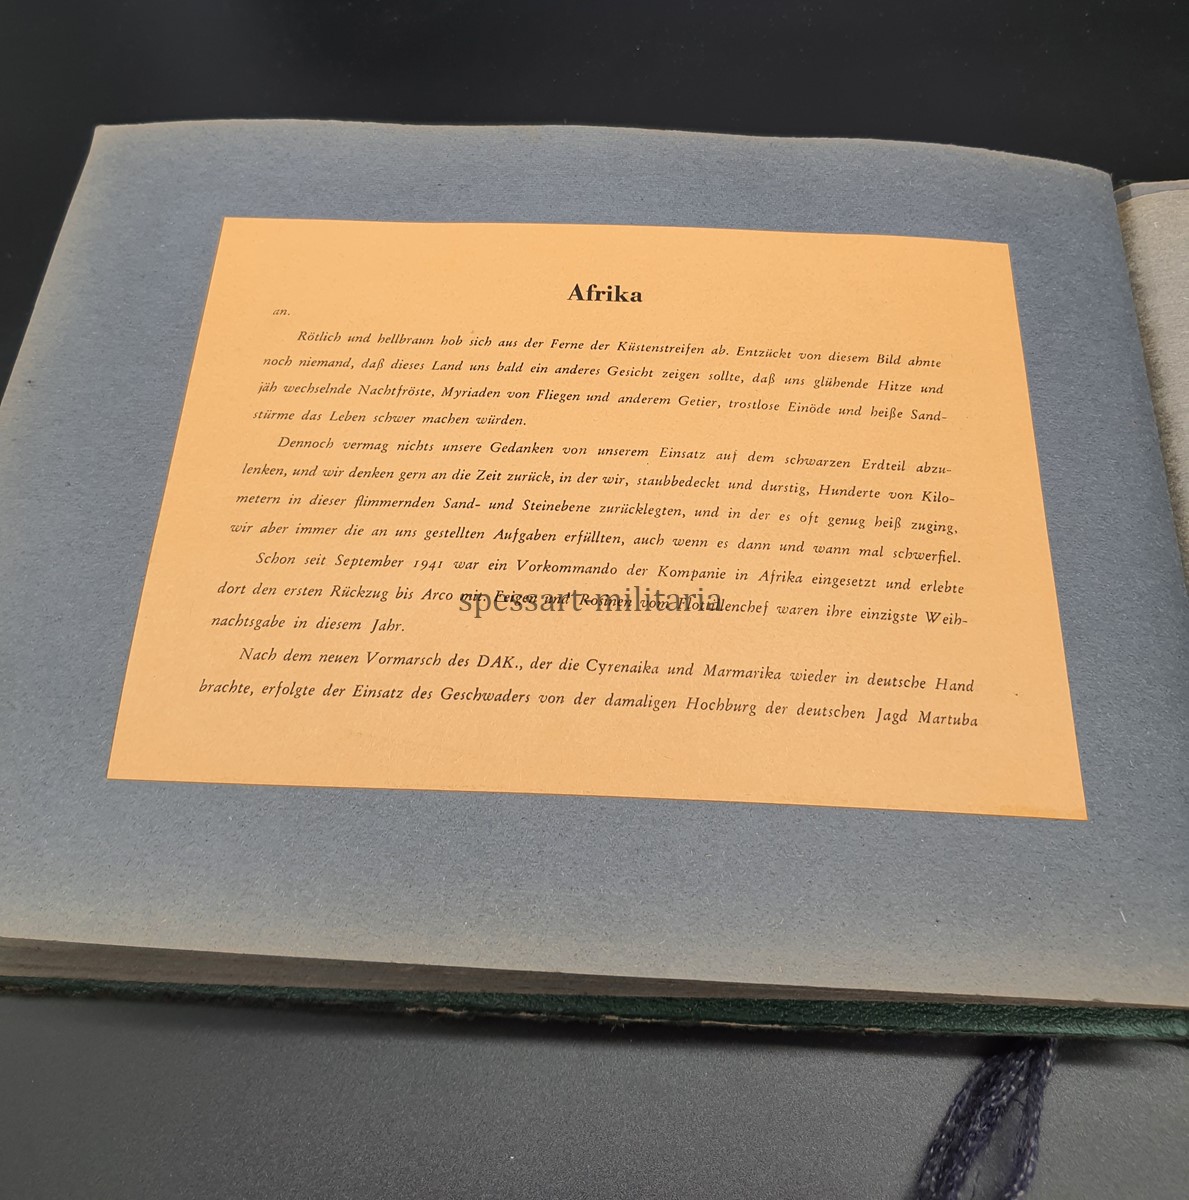 Afrika
an.
Rötlich und hellbraun hob sich aus der Ferne der Küstenstreifen ab. Entzückt von diesem Bild ahnte
noch niemand, daß dieses Land uns bald ein anderes Gesicht zeigen sollte, daß uns glühende Hitze und
jäh wechselnde Nachtfröste, Myriaden von Fliegen und anderem Getier, trostlose Einöde und heiße Sand-
stürme das Leben schwer machen würden.
Dennoch vermag nichts unsere Gedanken von unserem Einsatz auf dem schwarzen Erdteil abzu-
lenken, und wir denken gern an die Zeit zurück, in der wir, staubbedeckt und durstig, Hunderte von Kilo-
metern in dieser flimmernden Sand- und Steinebene zurücklegten, und in der es oft genug heiß zuging,
wir aber immer die an uns gestellten Aufgaben erfüllten, auch wenn es dann und wann mal schwerfiel.
Schon seit September 1941 war ein Vorkommando der Kompanie in Afrika eingesetzt und erlebte
dort den ersten Rückzug bis Arco mit. Feigen und Rosinen vom Flottillenchef waren ihre einzigste Weih-
nachtsgabe in diesem Jahr.
spessart-militaria
Nach dem neuen Vormarsch des DAK., der die Cyrenaika und Marmarika wieder in deutsche Hand
brachte, erfolgte der Einsatz des Geschwaders von der damaligen Hochburg der deutschen Jagd Martuba